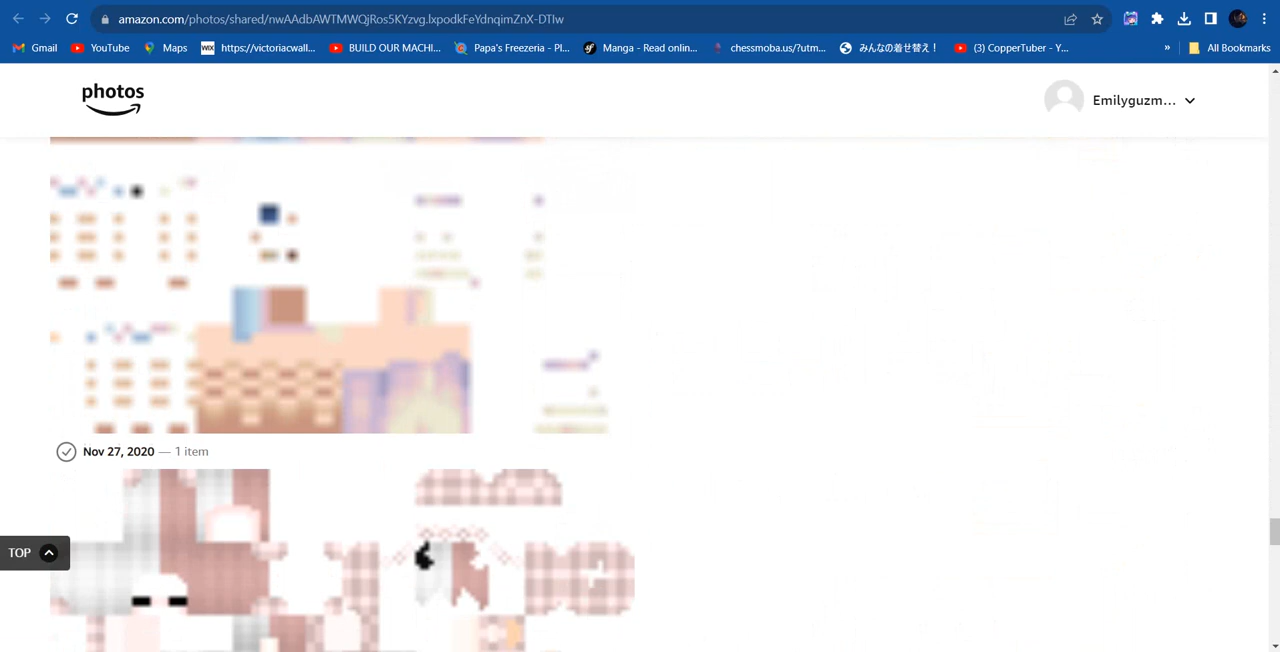 amazon.com/photos/shared/nwAAdbAWTMWQjRos5KYzvg.lxpodkFeYdnqimZnX-DTIw
Gmail YouTube Maps WIX https://victoriacwall... BUILD OUR MACHI... Papa's Freezeria - Pl... Manga - Read onlin... chessmoba.us/?utm... みんなの着せ替え！ (3) CopperTuber - Y... » All Bookmarks
photos
Emilyguzm...
Nov 27, 2020 — 1 item
TOP